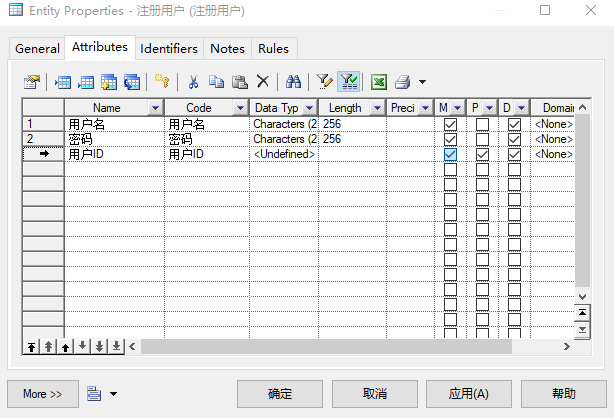 Entity Properties - 注册用户 (注册用户)
General Attributes Identifiers Notes Rules
Name Code Data Typ Length Preci M P D Domain
1 用户名 用户名 Characters (2 256 <None>
2 密码 密码 Characters (2 256 <None>
用户ID 用户ID <Undefined> <None>
More >> 确定 取消 应用(A) 帮助